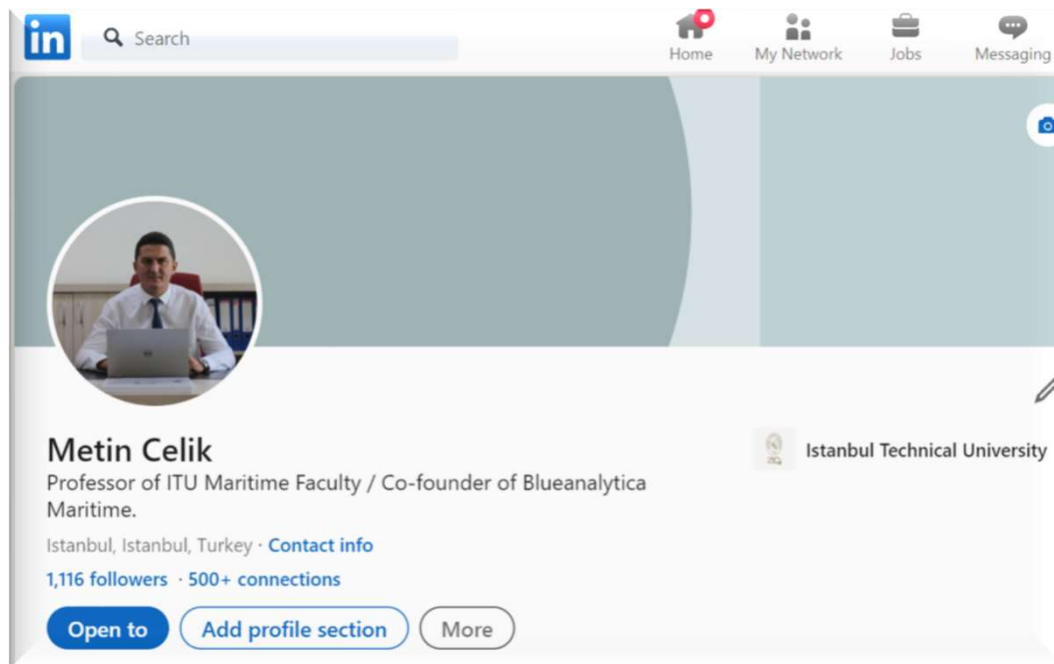 in
Search
Home
My Network
Jobs
Messaging
Metin Celik
Professor of ITU Maritime Faculty / Co-founder of Blueanalytica
Maritime.
Istanbul, Istanbul, Turkey · Contact info
1,116 followers · 500+ connections
Istanbul Technical University
Open to
Add profile section
More